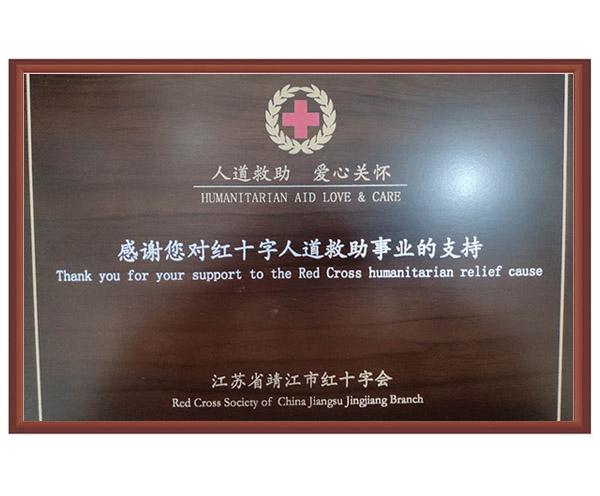 人道救助 爱心关怀
HUMANITARIAN AID LOVE & CARE
感谢您对红十字人道救助事业的支持
Thank you for your support to the Red Cross humanitarian relief cause
江苏省靖江市红十字会
Red Cross Society of China Jiangsu Jingjiang Branch